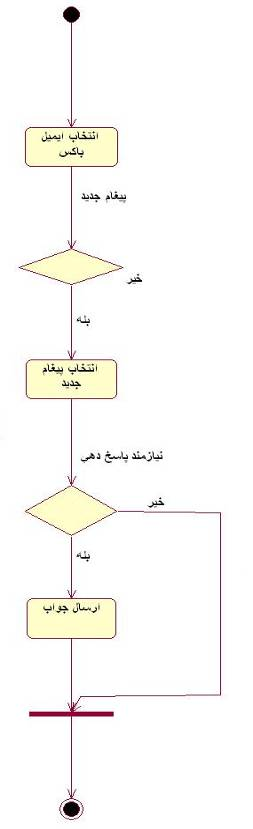 انتخاب ایمیل
باکس
پیغام جدید
خیر
بله
انتخاب پیغام
جدید
نیازمند پاسخ دهی
خیر
بله
ارسال جواب